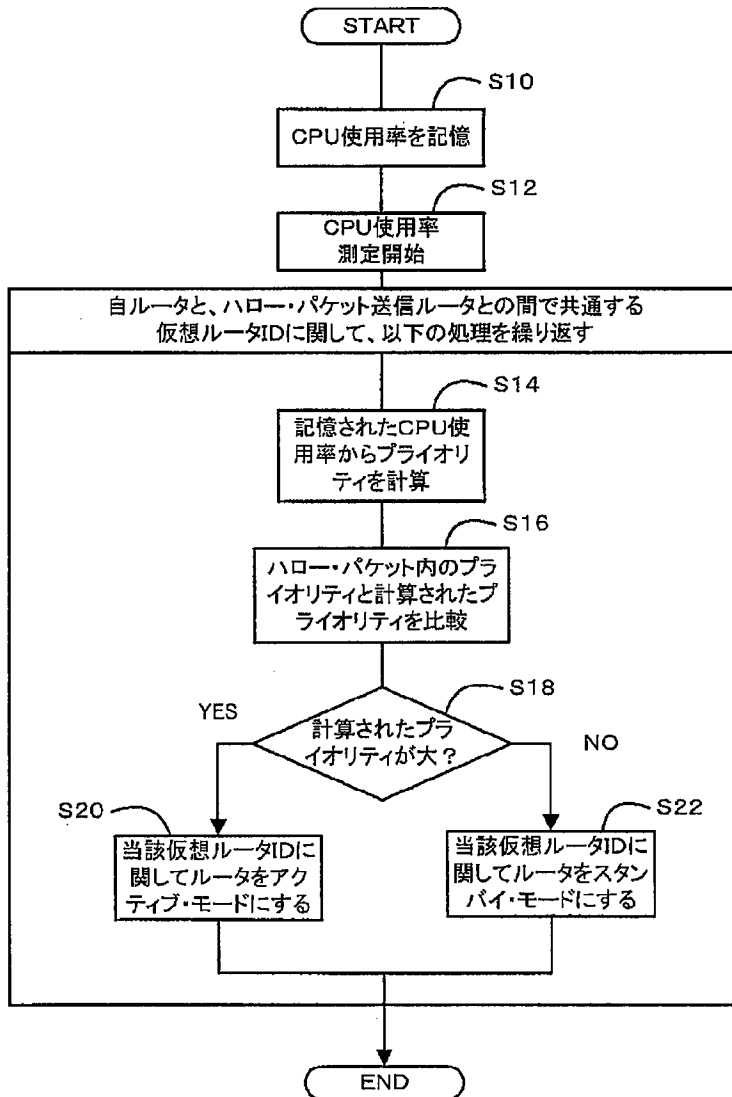 START
S10
CPU使用率を記憶
S12
CPU使用率
測定開始
自ルータと、ハロー・パケット送信ルータとの間で共通する
仮想ルータIDに関して、以下の処理を繰り返す
S14
記憶されたCPU使
用率からプライオリ
ティを計算
S16
ハロー・パケット内のプラ
イオリティと計算されたプ
ライオリティを比較
S18
YES
計算されたプラ
イオリティが大?
NO
S20
当該仮想ルータIDに
関してルータをアク
ティブ・モードにする
S22
当該仮想ルータIDに
関してルータをスタン
バイ・モードにする
END